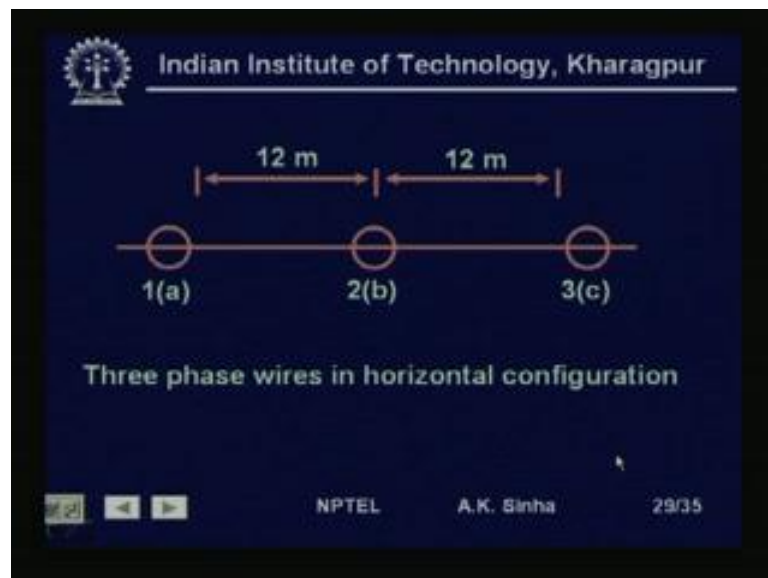 Indian Institute of Technology, Kharagpur
12 m 12 m
1(a) 2(b) 3(c)
Three phase wires in horizontal configuration
NPTEL A.K. Sinha 29/35